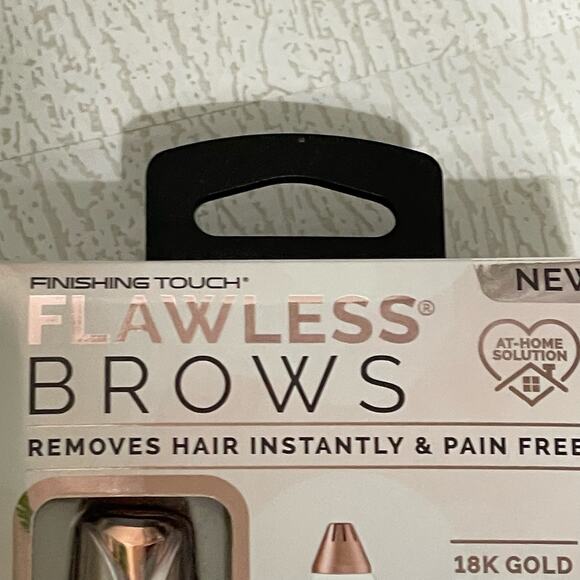 FINISHING TOUCH®
NEW
FLAWLESS®
BROWS
AT-HOME
SOLUTION
REMOVES HAIR INSTANTLY & PAIN FREE
18K GOLD